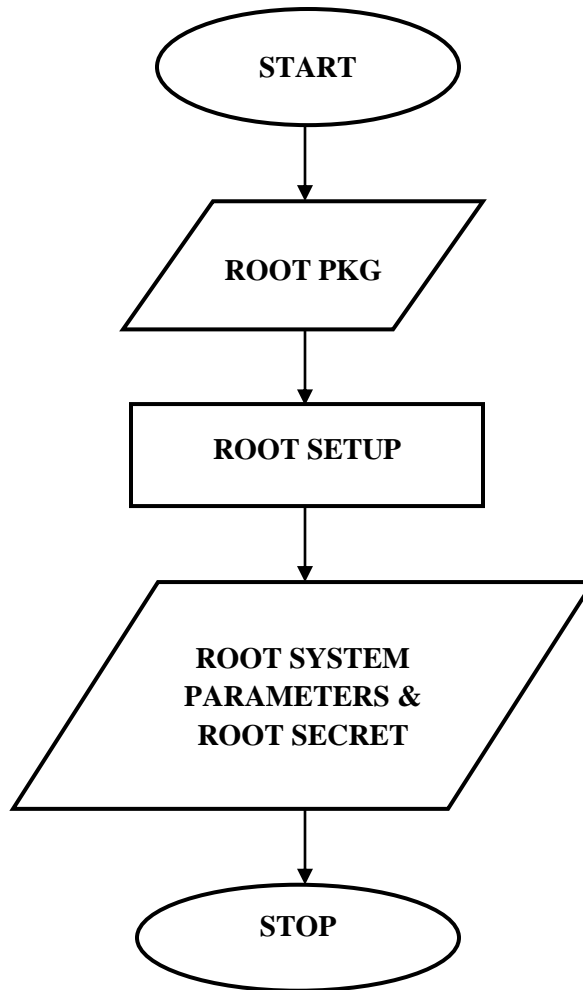 START
ROOT PKG
ROOT SETUP
ROOT SYSTEM
PARAMETERS &
ROOT SECRET
STOP